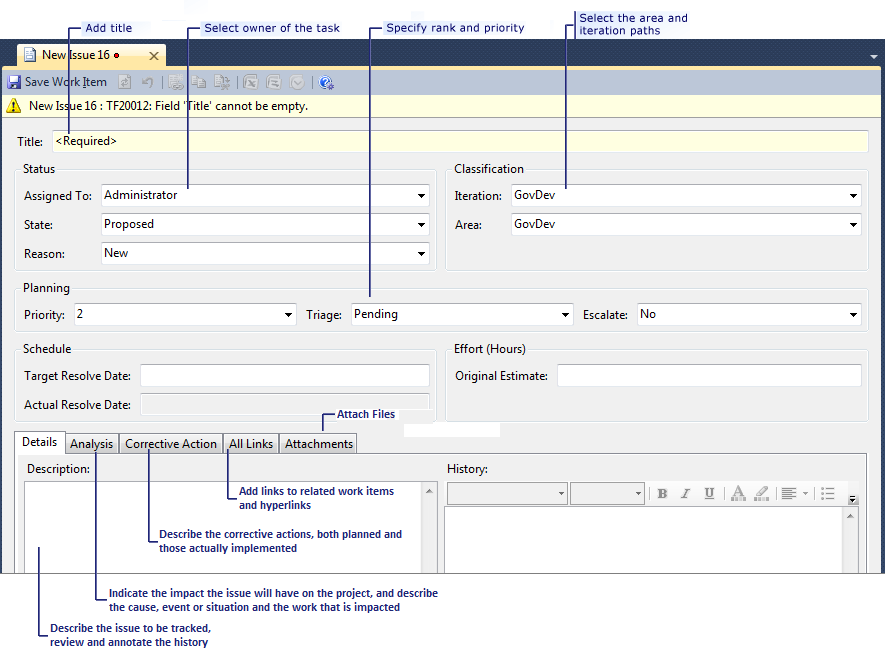 Add title
Select owner of the task
Specify rank and priority
Select the area and
iteration paths
New Issue 16
Save Work Item
New Issue 16 : TF20012: Field 'Title' cannot be empty.
Title: <Required>
Status
Classification
Assigned To: Administrator
Iteration: GovDev
State: Proposed
Area: GovDev
Reason: New
Planning
Priority: 2
Triage: Pending
Escalate: No
Schedule
Effort (Hours)
Target Resolve Date:
Original Estimate:
Actual Resolve Date:
Attach Files
Details Analysis Corrective Action All Links Attachments
Description:
History:
B I U A
Add links to related work items
and hyperlinks
Describe the corrective actions, both planned and
those actually implemented
Indicate the impact the issue will have on the project, and describe
the cause, event or situation and the work that is impacted
Describe the issue to be tracked,
review and annotate the history